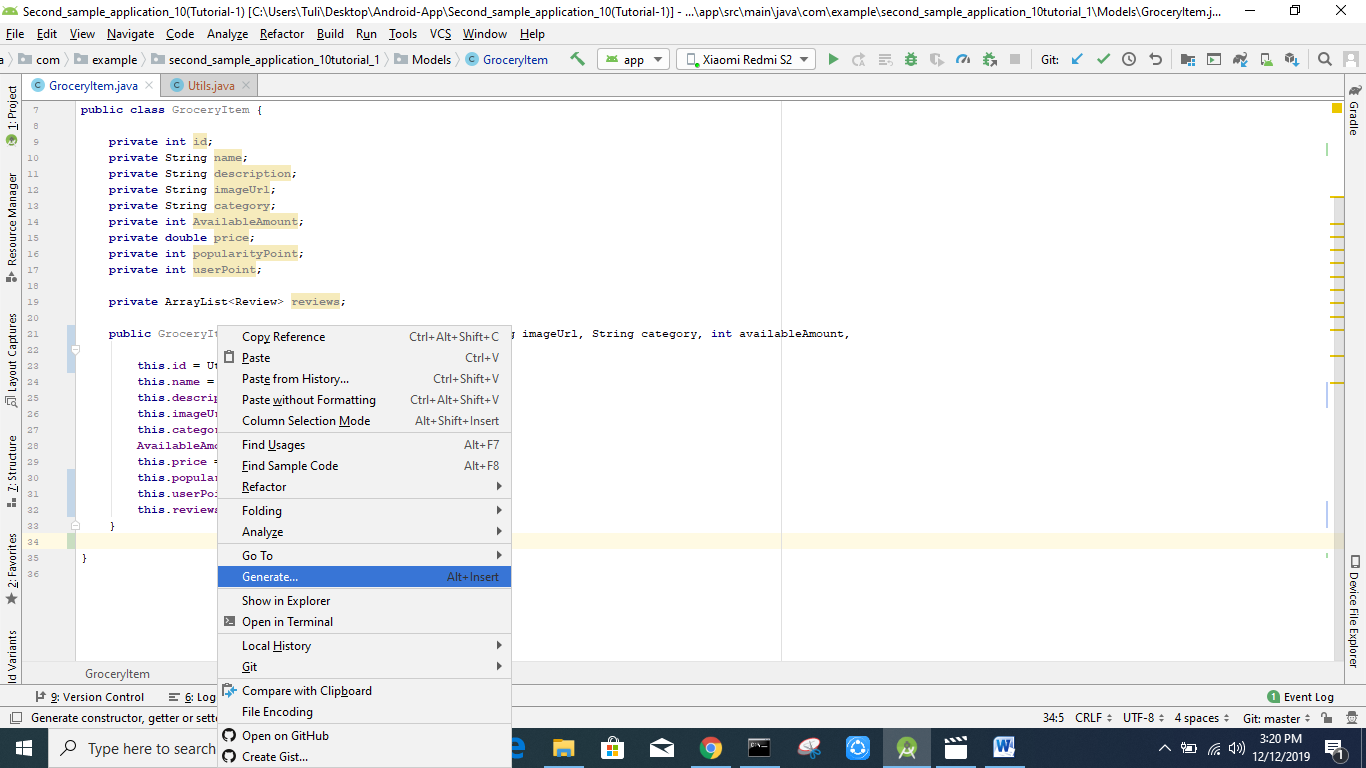 Second_sample_application_10(Tutorial-1) [C:\Users\Tuli\Desktop\Android-App\Second_sample_application_10(Tutorial-1)] - ...\app\src\main\java\com\example\second_sample_application_10tutorial_1\Models\GroceryItem.j...
File Edit View Navigate Code Analyze Refactor Build Run Tools VCS Window Help
a com example second_sample_application_10tutorial_1 Models GroceryItem app Xiaomi Redmi S2 Git:
GroceryItem.java Utils.java
1: Project
Resource Manager
Layout Captures
7: Structure
2: Favorites
ld Variants
7 public class GroceryItem {
8
9 private int id;
10 private String name;
11 private String description;
12 private String imageUrl;
13 private String category;
14 private int AvailableAmount;
15 private double price;
16 private int popularityPoint;
17 private int userPoint;
18
19 private ArrayList<Review> reviews;
20
21 public GroceryIt g imageUrl, String category, int availableAmount,
22
23 this.id = Ut
24 this.name =
25 this.descrip
26 this.imageUr
27 this.categor
28 AvailableAmo
29 this.price =
30 this.popular
31 this.userPoi
32 this.reviews
33 }
34
35 }
36
Copy Reference Ctrl+Alt+Shift+C
Paste Ctrl+V
Paste from History... Ctrl+Shift+V
Paste without Formatting Ctrl+Alt+Shift+V
Column Selection Mode Alt+Shift+Insert
Find Usages Alt+F7
Find Sample Code Alt+F8
Refactor
Folding
Analyze
Go To
Generate... Alt+Insert
Show in Explorer
Open in Terminal
Local History
Git
Compare with Clipboard
File Encoding
Open on GitHub
Create Gist...
Gradle
Device File Explorer
GroceryItem
9: Version Control 6: Log 1 Event Log
Generate constructor, getter or sette 34:5 CRLF UTF-8 4 spaces Git: master
Type here to search
3:20 PM
12/12/2019
1